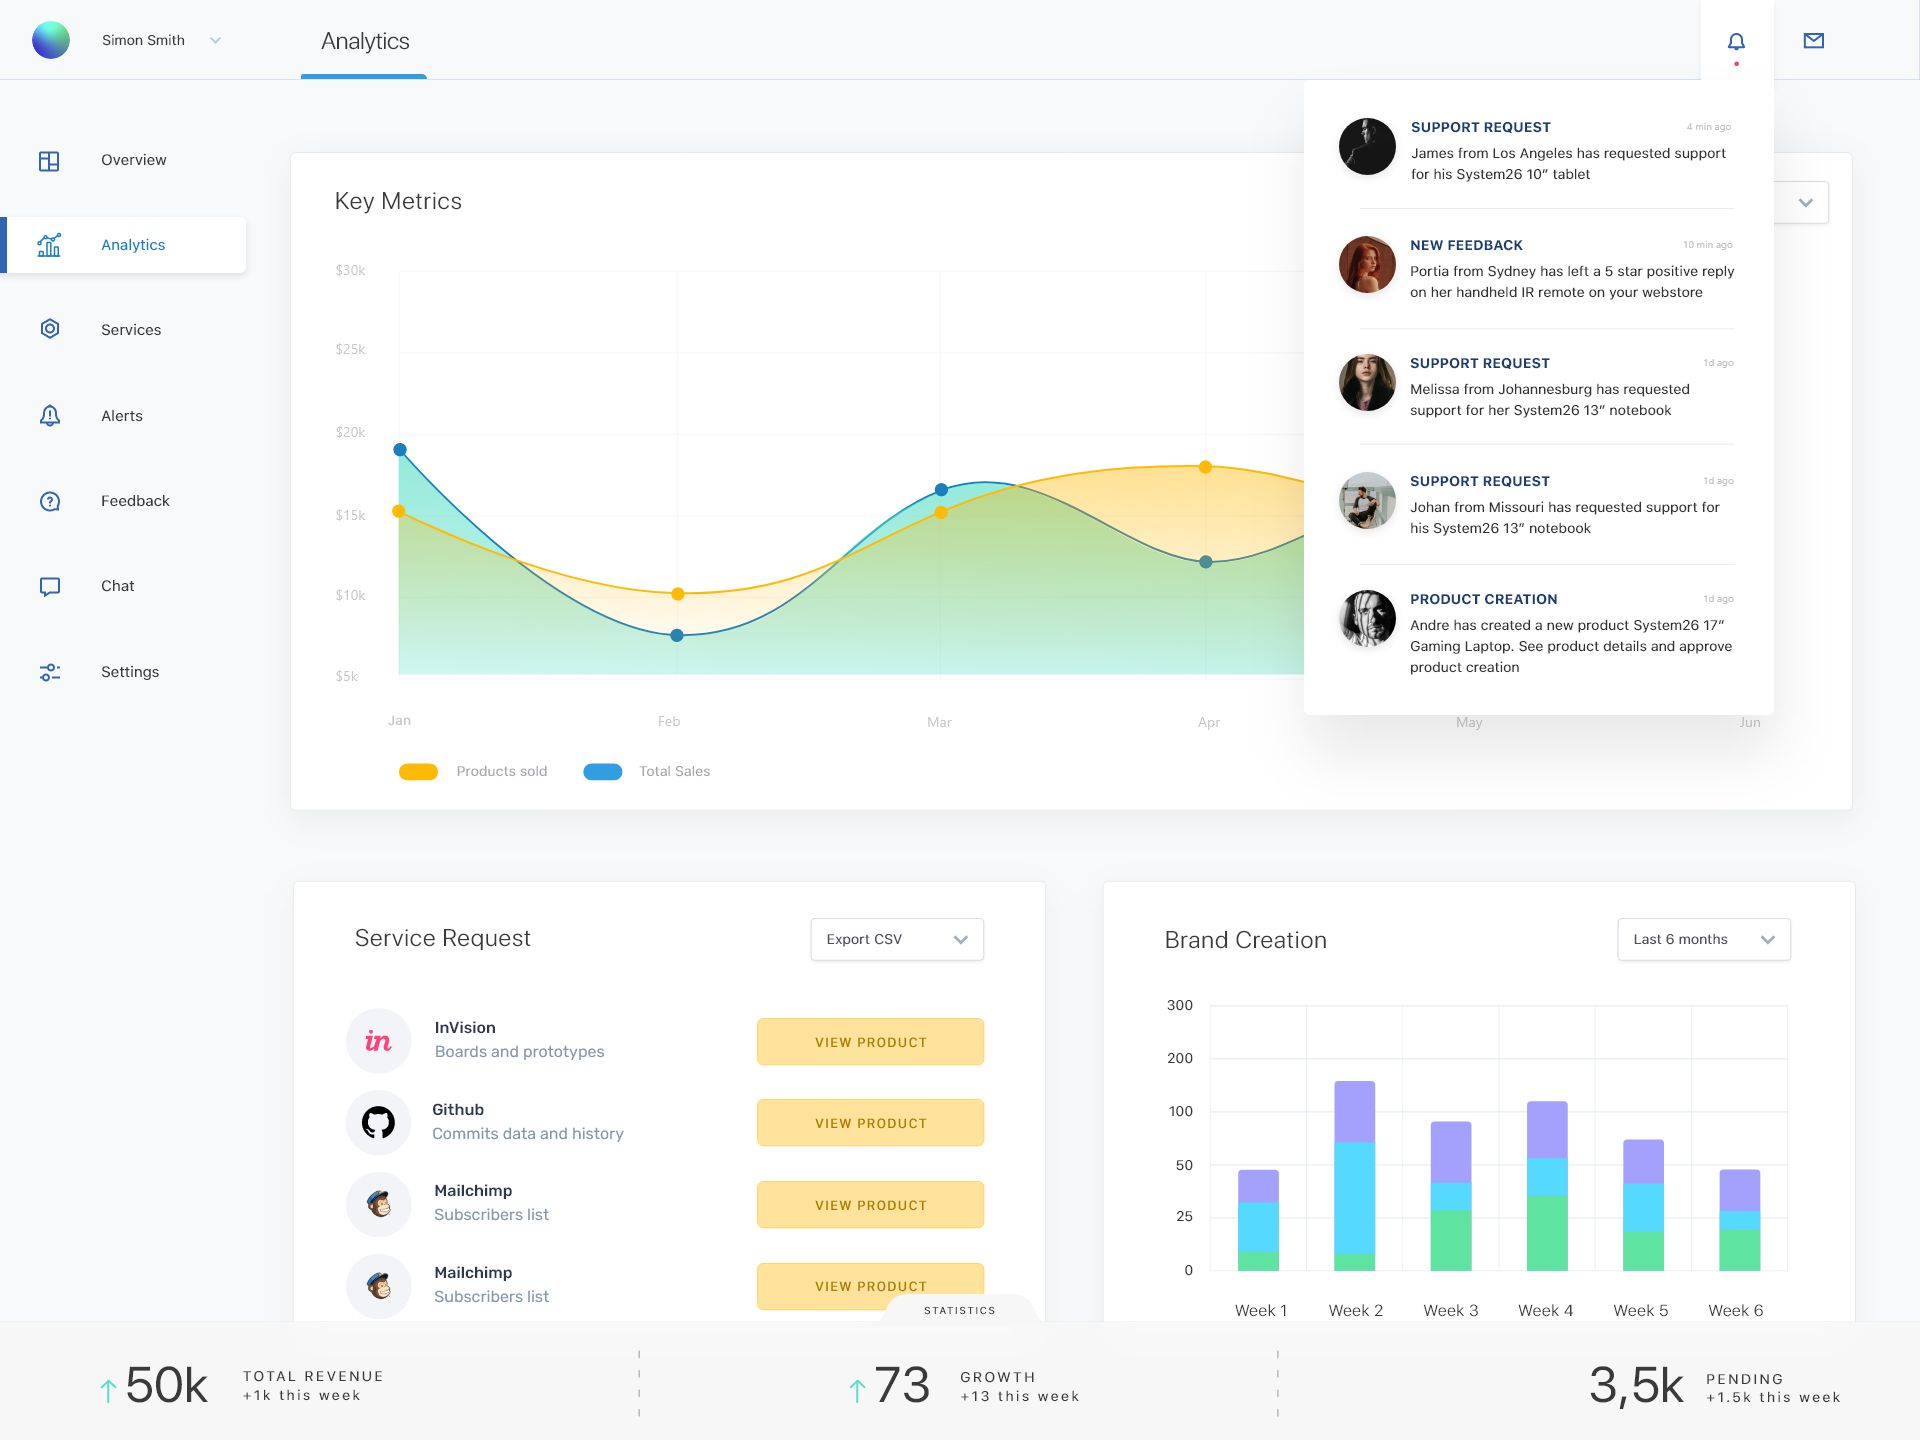 Simon Smith
Analytics
Overview
Analytics
Services
Alerts
Feedback
Chat
Settings
Key Metrics
$30k
$25k
$20k
$15k
$10k
$5k
Jan
Feb
Mar
Apr
May
Jun
Products sold
Total Sales
SUPPORT REQUEST
4 min ago
James from Los Angeles has requested support
for his System26 10” tablet
NEW FEEDBACK
10 min ago
Portia from Sydney has left a 5 star positive reply
on her handheld IR remote on your webstore
SUPPORT REQUEST
1d ago
Melissa from Johannesburg has requested
support for her System26 13” notebook
SUPPORT REQUEST
1d ago
Johan from Missouri has requested support for
his System26 13” notebook
PRODUCT CREATION
1d ago
Andre has created a new product System26 17”
Gaming Laptop. See product details and approve
product creation
Service Request
Export CSV
in
InVision
Boards and prototypes
VIEW PRODUCT
Github
Commits data and history
VIEW PRODUCT
Mailchimp
Subscribers list
VIEW PRODUCT
Mailchimp
Subscribers list
VIEW PRODUCT
Brand Creation
Last 6 months
300
200
100
50
25
0
Week 1
Week 2
Week 3
Week 4
Week 5
Week 6
STATISTICS
50k
TOTAL REVENUE
+1k this week
73
GROWTH
+13 this week
3,5k
PENDING
+1.5k this week